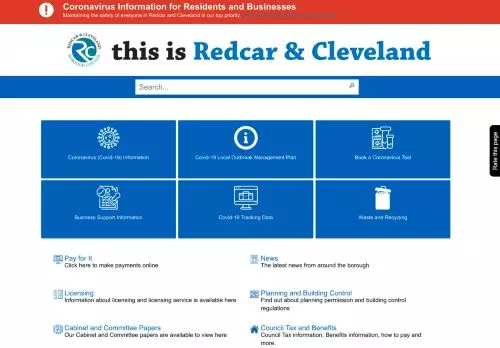 Coronavirus Information for Residents and Businesses
Maintaining the safety of everyone in Redcar and Cleveland is our top priority.
REDCAR & CLEVELAND
RC
this is Redcar & Cleveland
Search...
Rate this page
Coronavirus (Covid-19) Information
Covid-19 Local Outbreak Management Plan
Book a Coronavirus Test
Business Support Information
Covid-19 Tracking Data
Waste and Recycling
Pay for It
Click here to make payments online
News
The latest news from around the borough
Licensing
Information about licensing and licensing service is available here
Planning and Building Control
Find out about planning permission and building control
regulations
Cabinet and Committee Papers
Our Cabinet and Committee papers are available to view here
Council Tax and Benefits
Council Tax information, Benefits information, how to pay and
more.